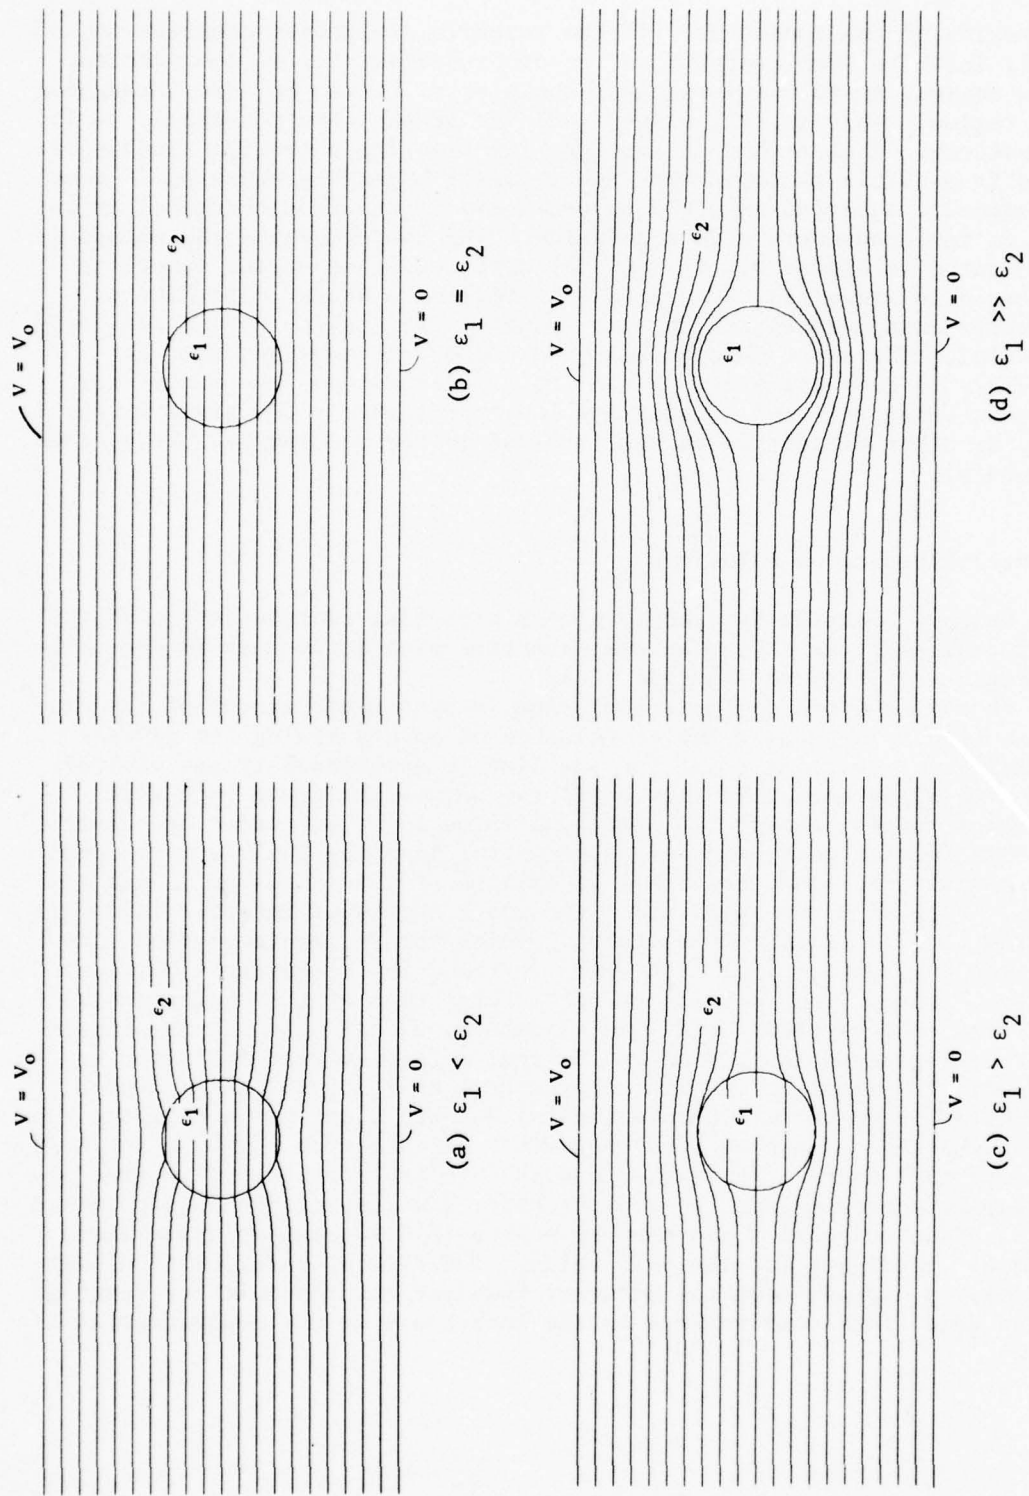 V = V₀
ϵ₁
ϵ₂
V = 0
(a) ε₁ < ε₂
V = V₀
ϵ₁
ϵ₂
V = 0
(b) ε₁ = ε₂
V = V₀
ϵ₁
ϵ₂
V = 0
(c) ε₁ > ε₂
V = V₀
ϵ₁
ϵ₂
V = 0
(d) ε₁ >> ε₂